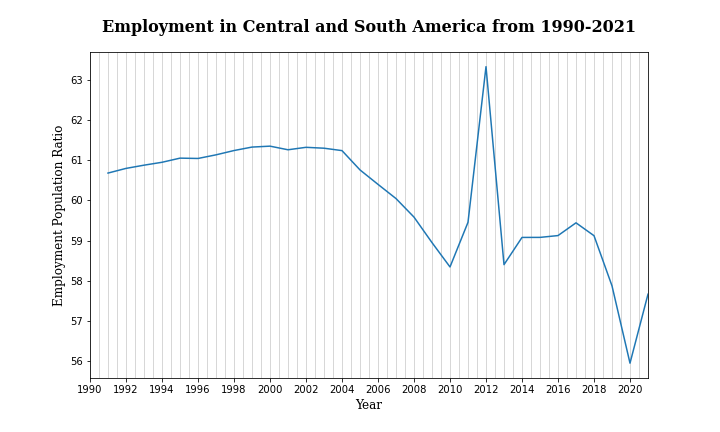 Employment in Central and South America from 1990-2021
Employment Population Ratio
63
62
61
60
59
58
57
56
1990 1992 1994 1996 1998 2000 2002 2004 2006 2008 2010 2012 2014 2016 2018 2020
Year